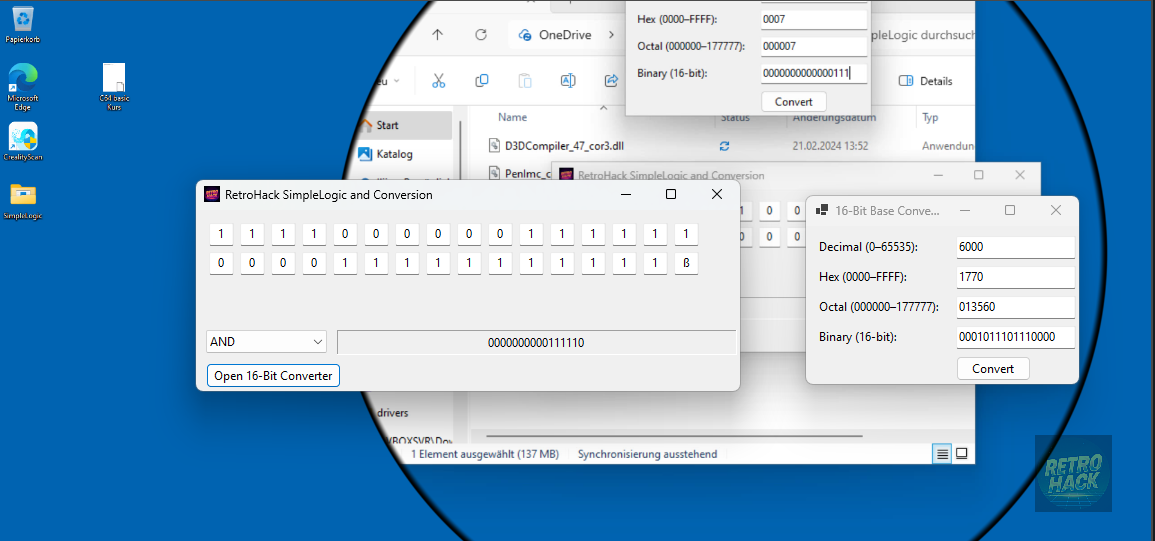 Papierkorb
Microsoft
Edge
CrealityScan
SimpleLogic
C64 basic
Kurs
OneDrive
SimpleLogic durchsuch
Hex (0000–FFFF): 0007
Octal (000000–177777): 000007
Binary (16-bit): 0000000000000111
Convert
Details
Start
Katalog
Name Status Änderungsdatum Typ
D3DCompiler_47_cor3.dll 21.02.2024 13:52 Anwendun
PenImc_c
RetroHack SimpleLogic and Conversion
1 0 0
0 0
RetroHack SimpleLogic and Conversion
1 1 1 1 0 0 0 0 0 0 1 1 1 1 1 1
0 0 0 0 1 1 1 1 1 1 1 1 1 1 1 ß
AND 0000000000111110
Open 16-Bit Converter
16-Bit Base Conve...
Decimal (0–65535): 6000
Hex (0000–FFFF): 1770
Octal (000000–177777): 013560
Binary (16-bit): 0001011101110000
Convert
drivers
1 Element ausgewählt (137 MB) Synchronisierung ausstehend
RETRO
HACK